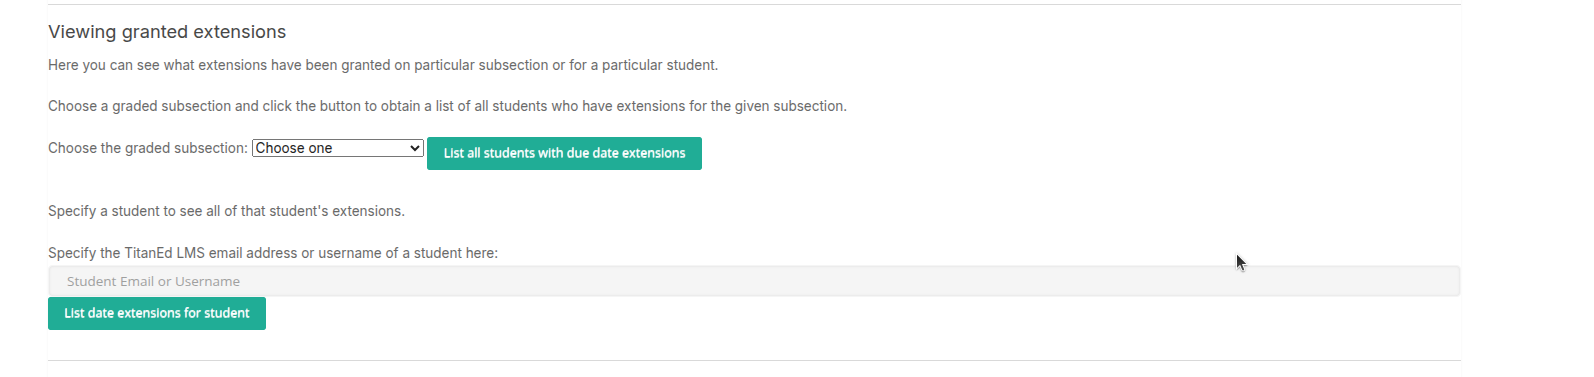 Viewing granted extensions
Here you can see what extensions have been granted on particular subsection or for a particular student.
Choose a graded subsection and click the button to obtain a list of all students who have extensions for the given subsection.
Choose the graded subsection: Choose one List all students with due date extensions
Specify a student to see all of that student's extensions.
Specify the TitanEd LMS email address or username of a student here:
Student Email or Username
List date extensions for student